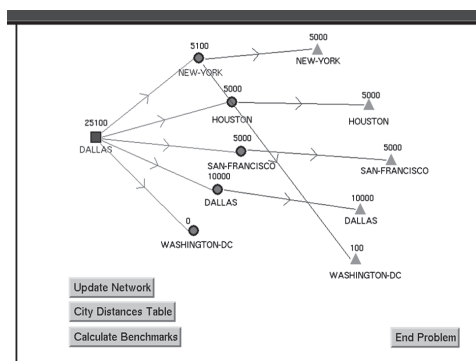 5100
NEW-YORK
5000
NEW-YORK
5000
HOUSTON
5000
HOUSTON
25100
DALLAS
5000
SAN-FRANCISCO
5000
SAN-FRANCISCO
10000
DALLAS
10000
DALLAS
0
WASHINGTON-DC
100
WASHINGTON-DC
Update Network
City Distances Table
Calculate Benchmarks
End Problem